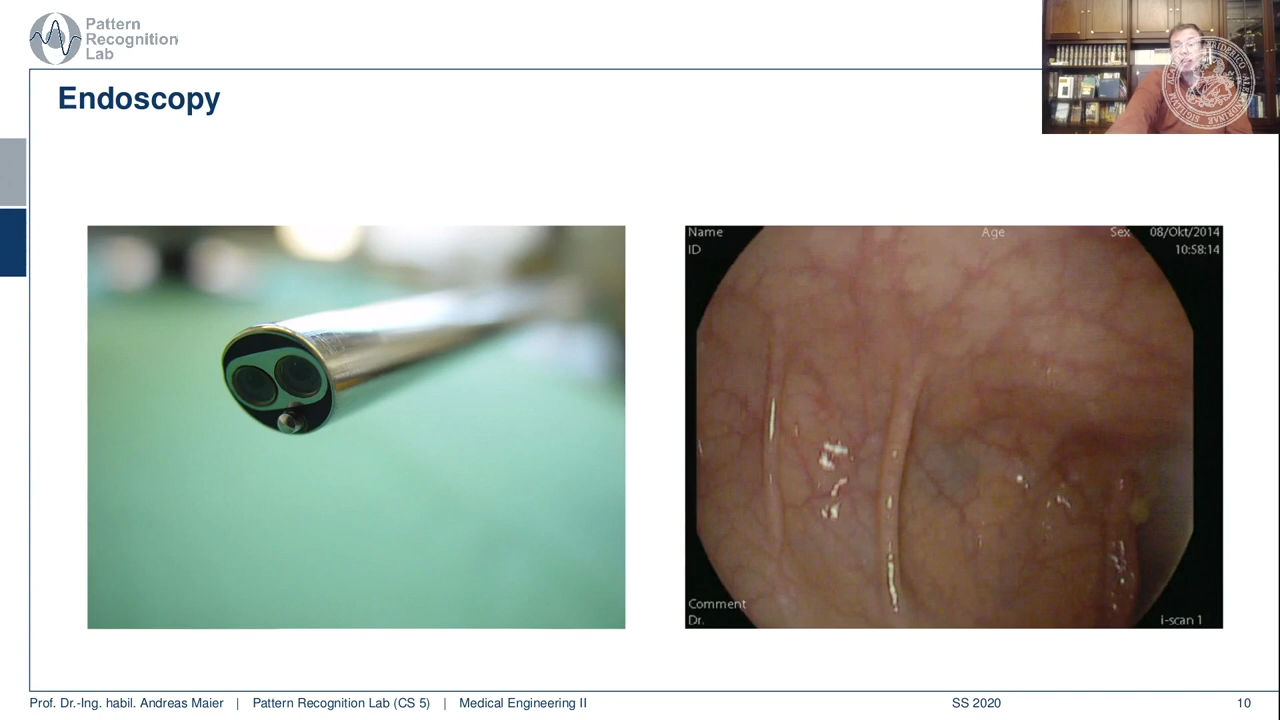 Pattern
Recognition
Lab
Endoscopy
Name Age Sex 08/Okt/2014
ID 10:58:14
Comment
Dr. i-scan 1
Prof. Dr.-Ing. habil. Andreas Maier | Pattern Recognition Lab (CS 5) | Medical Engineering II SS 2020 10